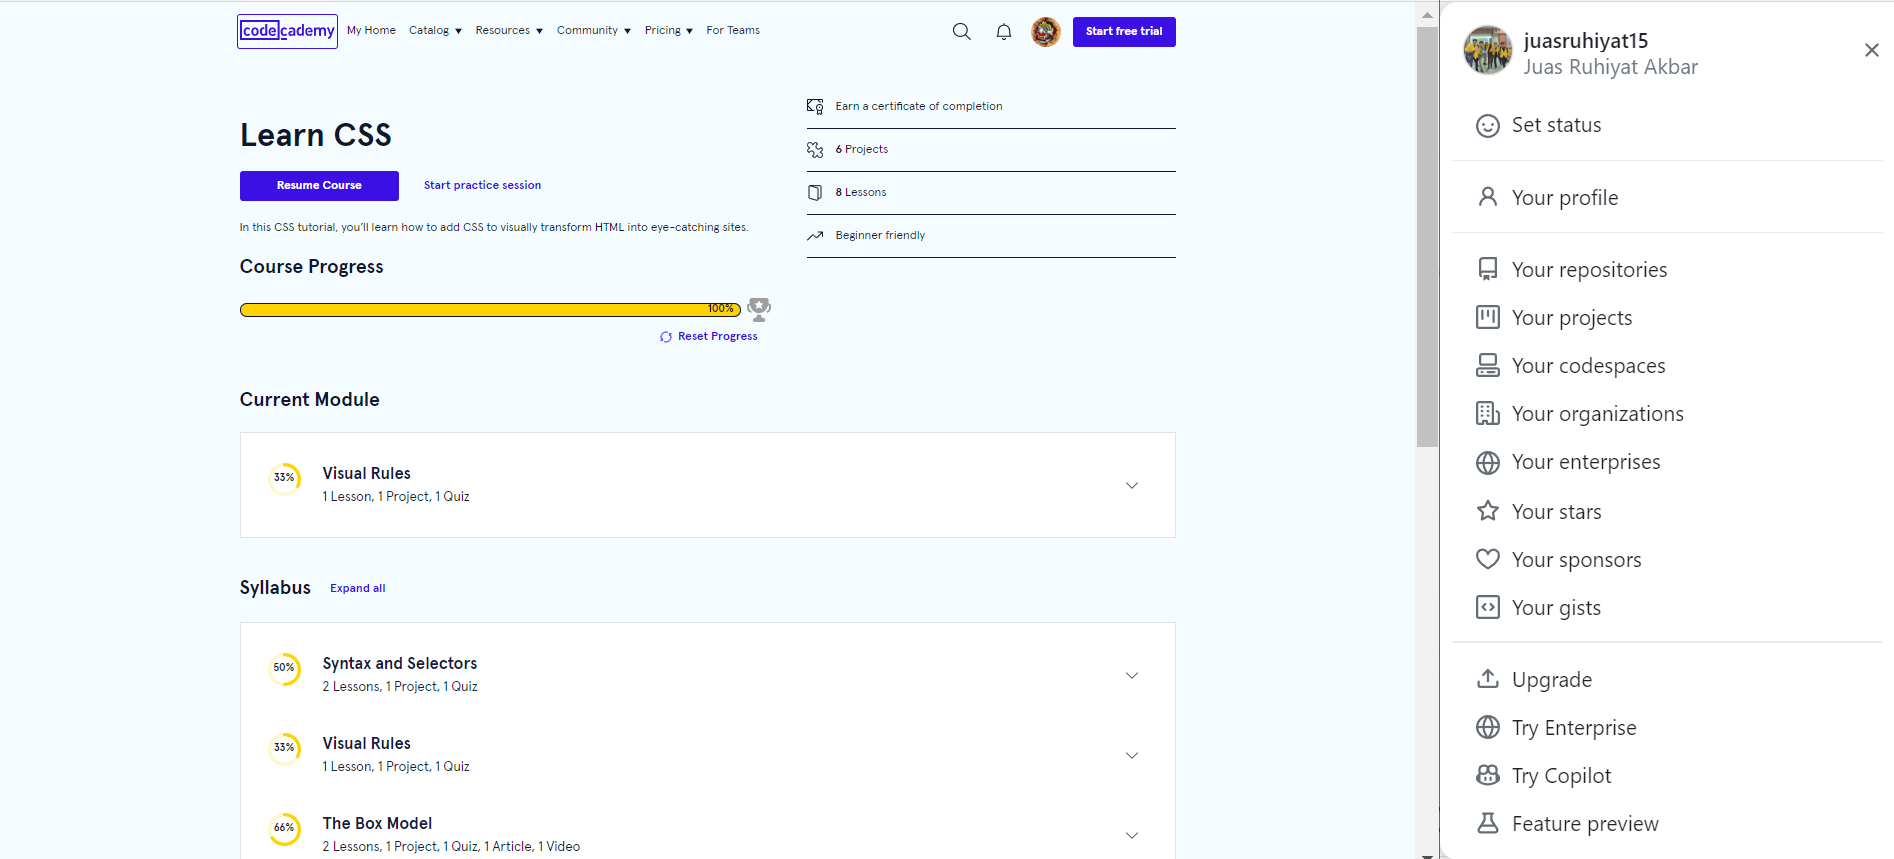 codecademy My Home Catalog Resources Community Pricing For Teams Start free trial
Learn CSS
Resume Course Start practice session
In this CSS tutorial, you'll learn how to add CSS to visually transform HTML into eye-catching sites.
Earn a certificate of completion
6 Projects
8 Lessons
Beginner friendly
Course Progress
100%
Reset Progress
Current Module
33%
Visual Rules
1 Lesson, 1 Project, 1 Quiz
Syllabus Expand all
50%
Syntax and Selectors
2 Lessons, 1 Project, 1 Quiz
33%
Visual Rules
1 Lesson, 1 Project, 1 Quiz
66%
The Box Model
2 Lessons, 1 Project, 1 Quiz, 1 Article, 1 Video
juasruhiyat15
Juas Ruhiyat Akbar
Set status
Your profile
Your repositories
Your projects
Your codespaces
Your organizations
Your enterprises
Your stars
Your sponsors
Your gists
Upgrade
Try Enterprise
Try Copilot
Feature preview